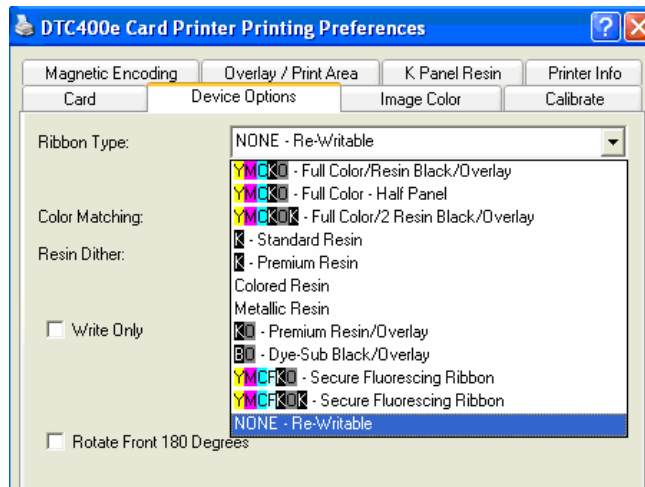 DTC400e Card Printer Printing Preferences
Magnetic Encoding Overlay / Print Area K Panel Resin Printer Info
Card Device Options Image Color Calibrate
Ribbon Type: NONE - Re-Writable
YMCKO - Full Color/Resin Black/Overlay
YMCKO - Full Color - Half Panel
Color Matching: YMCKOK - Full Color/2 Resin Black/Overlay
K - Standard Resin
Resin Dither: K - Premium Resin
Colored Resin
Metallic Resin
Write Only KO - Premium Resin/Overlay
BO - Dye-Sub Black/Overlay
YMCFKO - Secure Fluorescing Ribbon
YMCFKOK - Secure Fluorescing Ribbon
NONE - Re-Writable
Rotate Front 180 Degrees